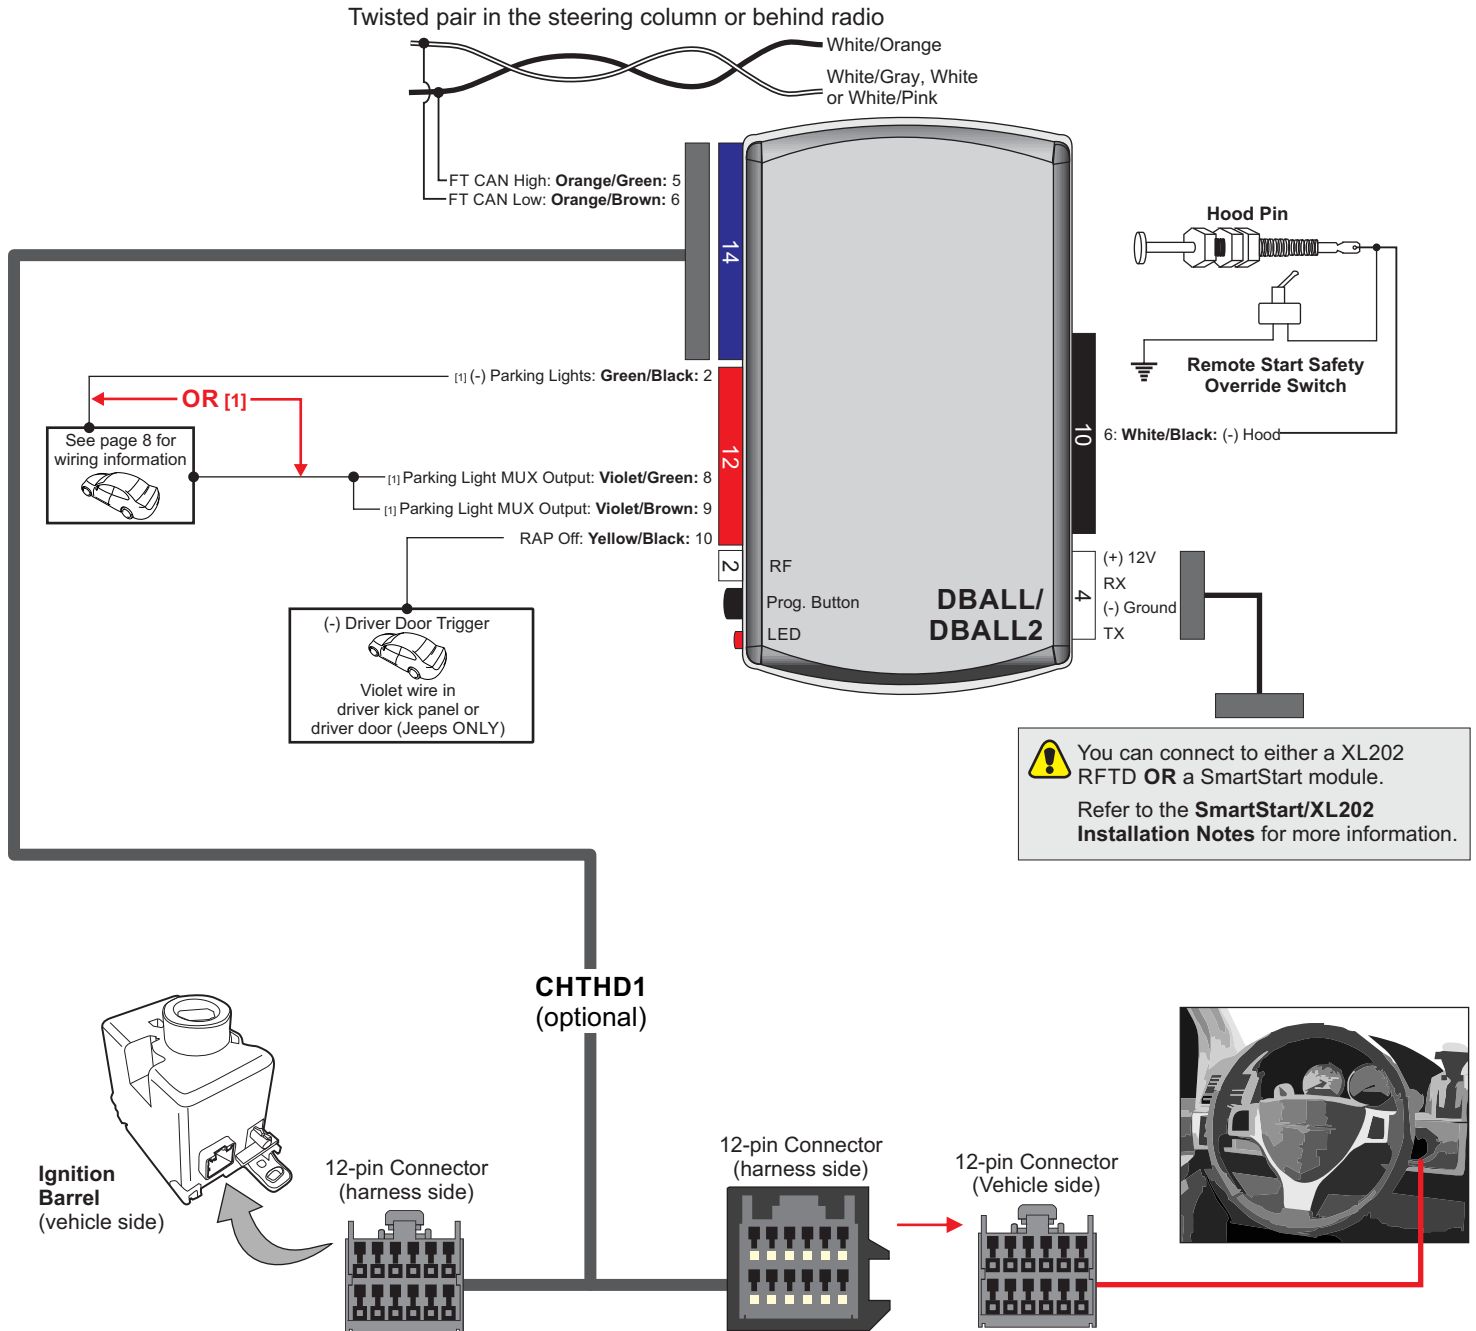 Twisted pair in the steering column or behind radio
White/Orange
White/Gray, White
or White/Pink
FT CAN High: Orange/Green: 5
FT CAN Low: Orange/Brown: 6
14
Hood Pin
Remote Start Safety
Override Switch
[1] (-) Parking Lights: Green/Black: 2
OR [1]
See page 8 for
wiring information
12
10
6: White/Black: (-) Hood
[1] Parking Light MUX Output: Violet/Green: 8
[1] Parking Light MUX Output: Violet/Brown: 9
RAP Off: Yellow/Black: 10
2
RF
Prog. Button
LED
DBALL/
DBALL2
4
(+) 12V
RX
(-) Ground
TX
(-) Driver Door Trigger
Violet wire in
driver kick panel or
driver door (Jeeps ONLY)
You can connect to either a XL202
RFTD OR a SmartStart module.
Refer to the SmartStart/XL202
Installation Notes for more information.
CHTHD1
(optional)
Ignition
Barrel
(vehicle side)
12-pin Connector
(harness side)
12-pin Connector
(harness side)
12-pin Connector
(Vehicle side)